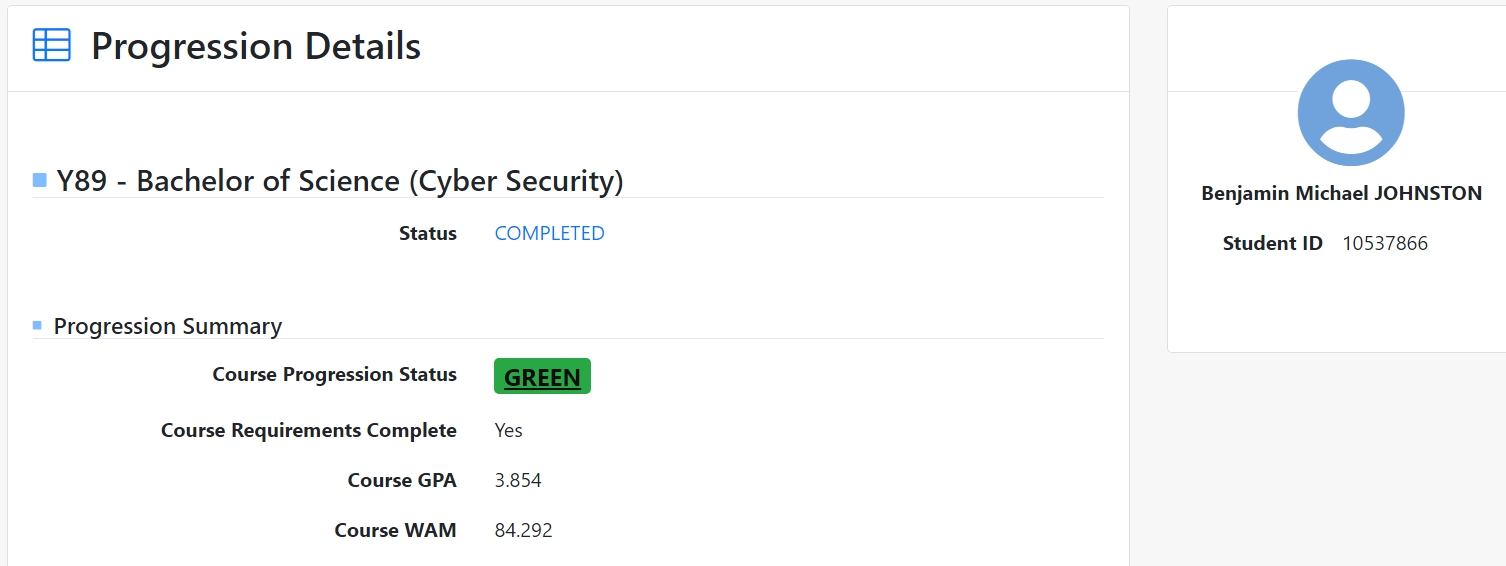 Progression Details
Y89 - Bachelor of Science (Cyber Security)
Status COMPLETED
Progression Summary
Course Progression Status GREEN
Course Requirements Complete Yes
Course GPA 3.854
Course WAM 84.292
Benjamin Michael JOHNSTON
Student ID 10537866